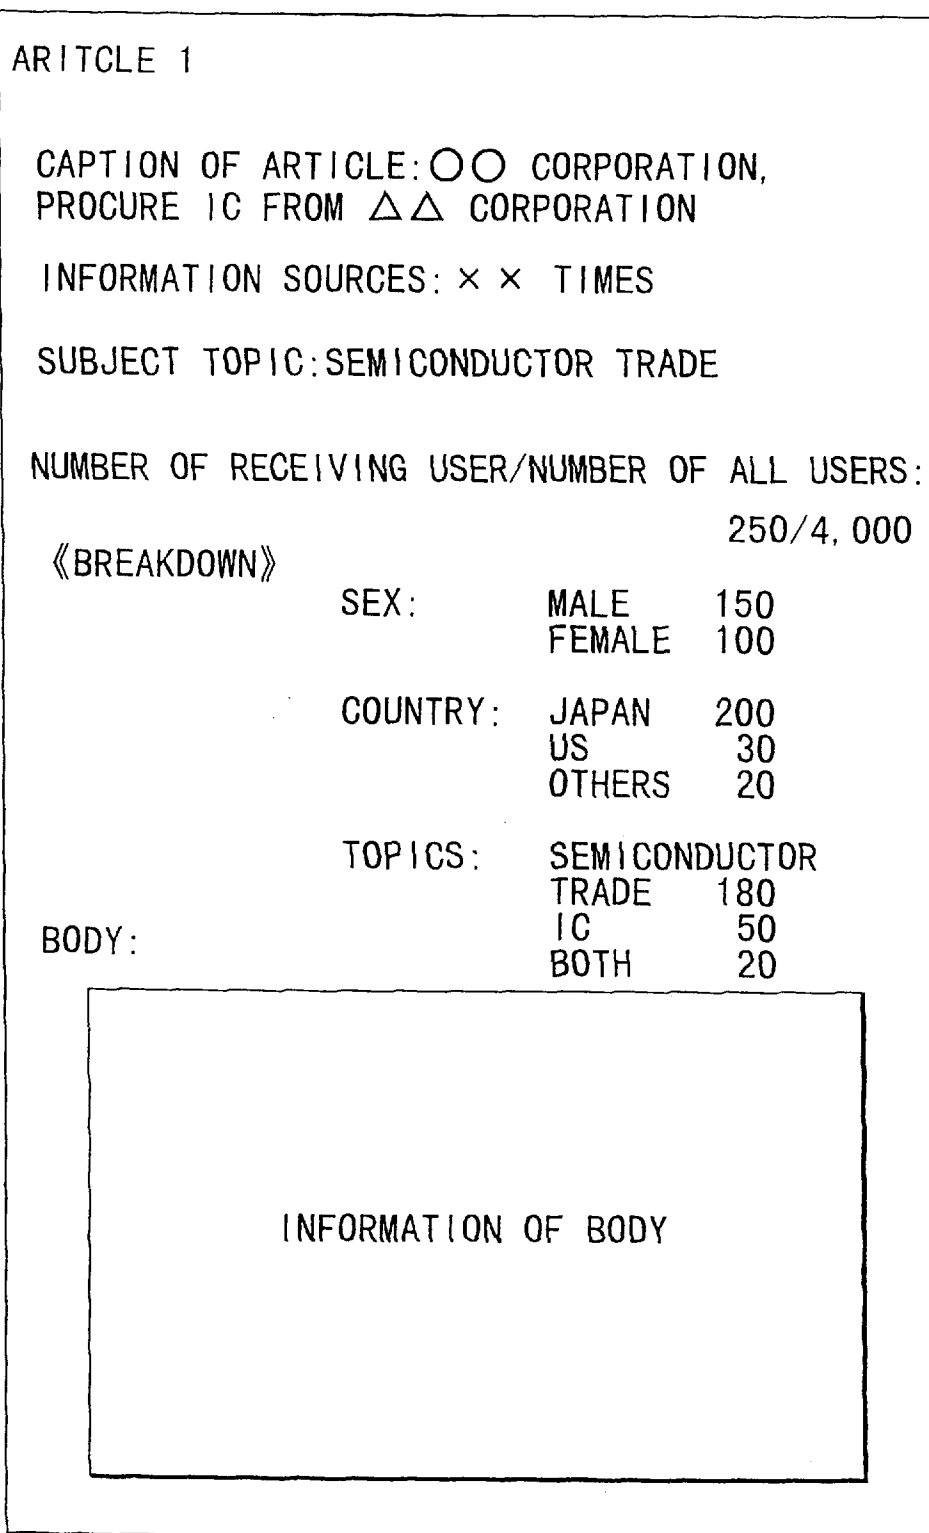 ARITCLE 1
CAPTION OF ARTICLE:○○ CORPORATION,
PROCURE IC FROM △△ CORPORATION
INFORMATION SOURCES:×× TIMES
SUBJECT TOPIC:SEMICONDUCTOR TRADE
NUMBER OF RECEIVING USER/NUMBER OF ALL USERS:
250/4,000
《BREAKDOWN》
SEX: MALE 150
FEMALE 100
COUNTRY: JAPAN 200
US 30
OTHERS 20
TOPICS: SEMICONDUCTOR
TRADE 180
IC 50
BOTH 20
BODY:
INFORMATION OF BODY